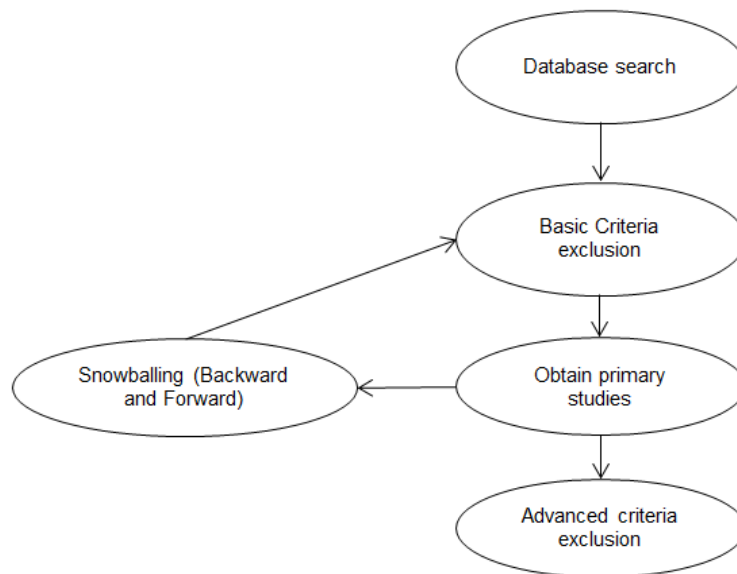 Database search
Basic Criteria
exclusion
Snowballing (Backward
and Forward)
Obtain primary
studies
Advanced criteria
exclusion